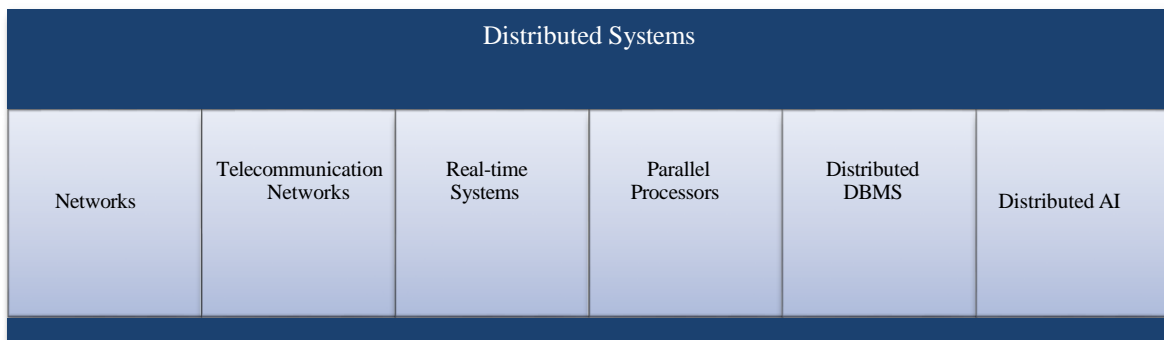 Distributed Systems
Networks
Telecommunication
Networks
Real-time
Systems
Parallel
Processors
Distributed
DBMS
Distributed AI